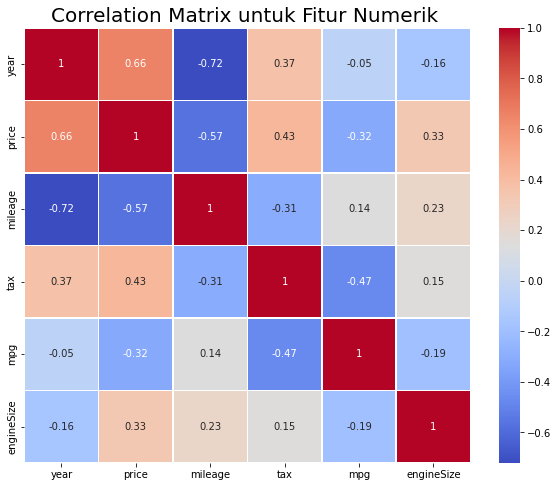 Correlation Matrix untuk Fitur Numerik
year 1 0.66 -0.72 0.37 -0.05 -0.16
price 0.66 1 -0.57 0.43 -0.32 0.33
mileage -0.72 -0.57 1 -0.31 0.14 0.23
tax 0.37 0.43 -0.31 1 -0.47 0.15
mpg -0.05 -0.32 0.14 -0.47 1 -0.19
engineSize -0.16 0.33 0.23 0.15 -0.19 1
year price mileage tax mpg engineSize
1.0
0.8
0.6
0.4
0.2
0.0
−0.2
−0.4
−0.6